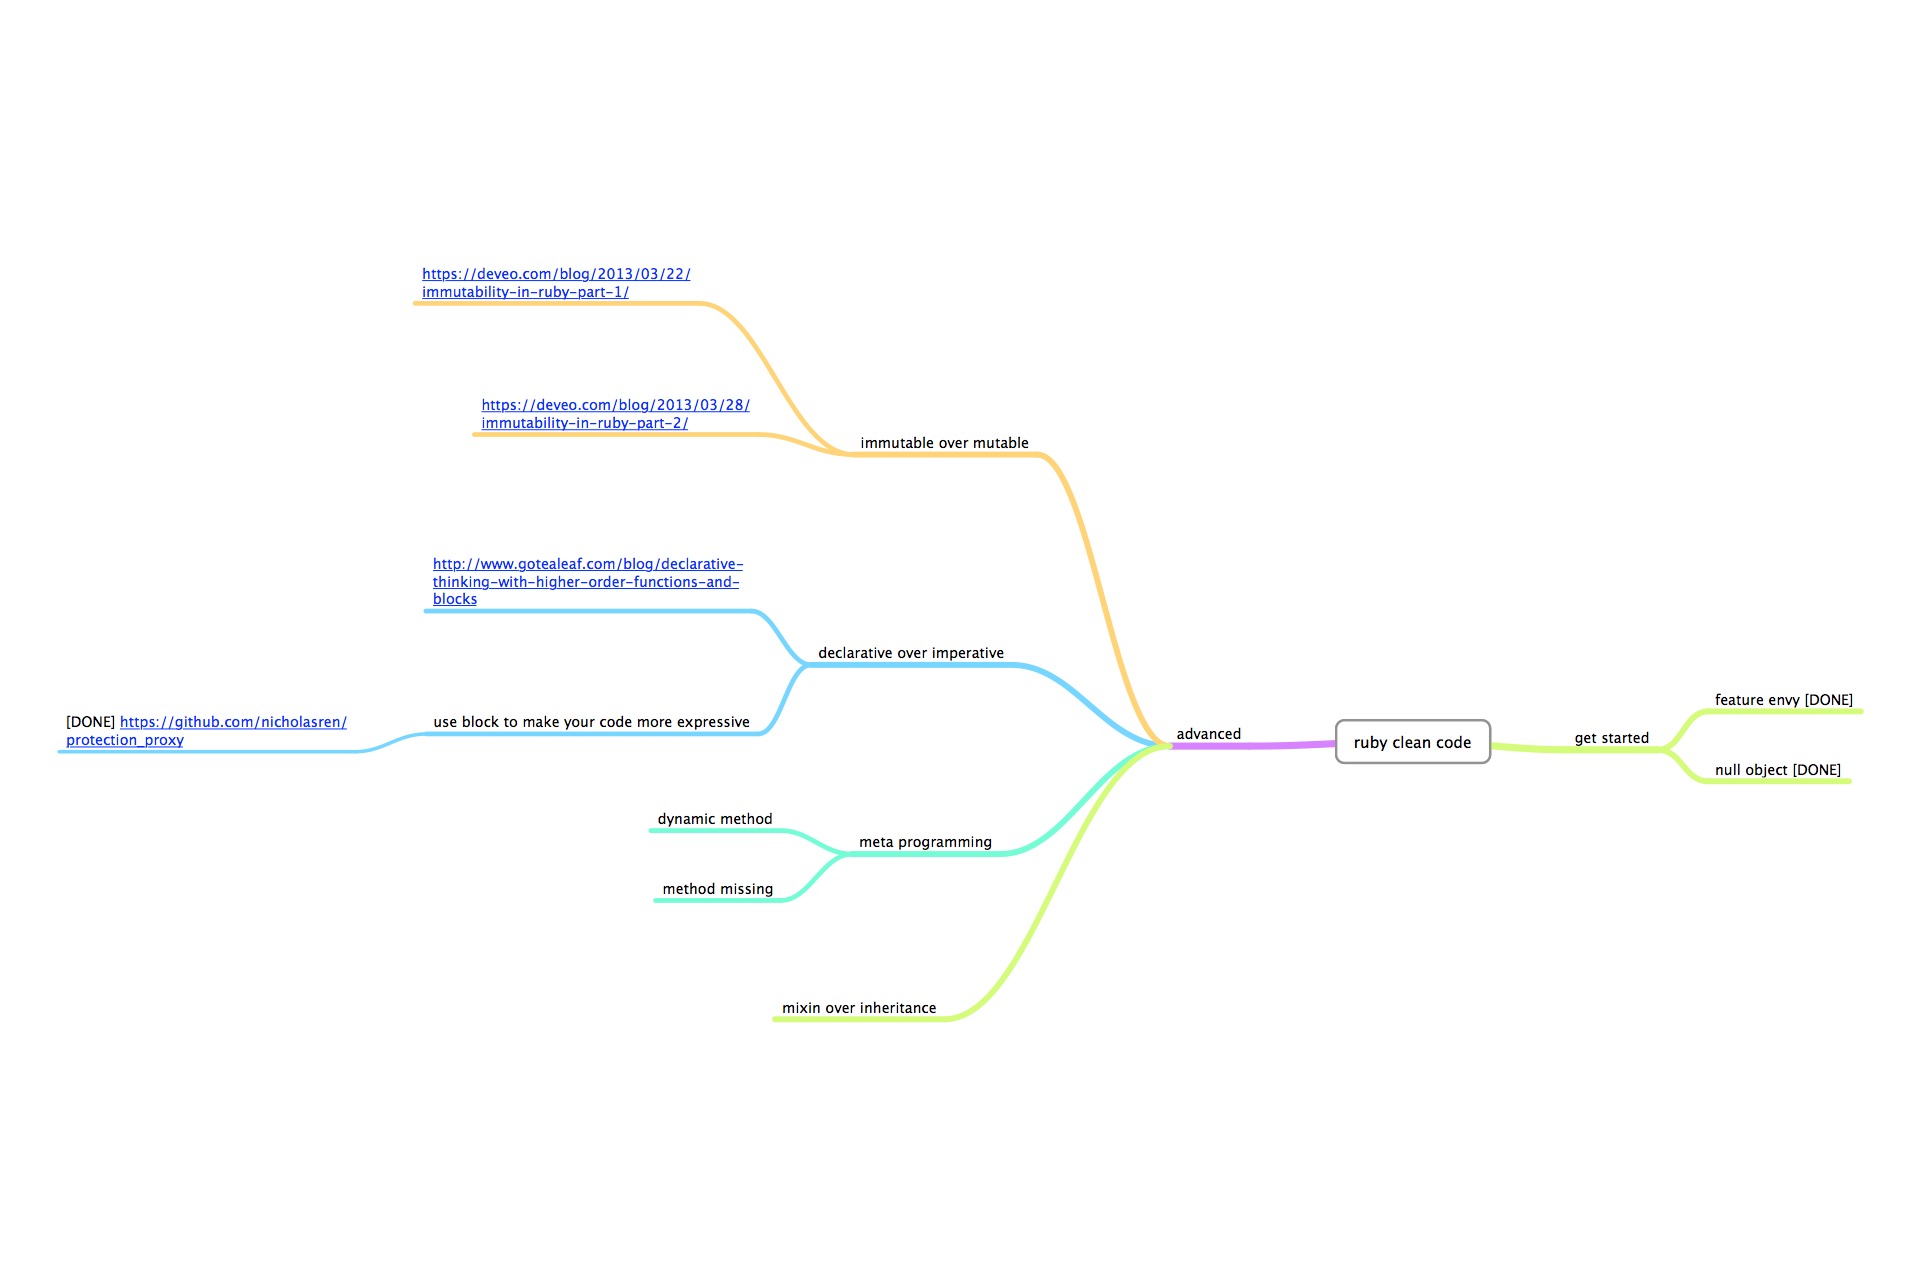 https://deveo.com/blog/2013/03/22/
immutability-in-ruby-part-1/
https://deveo.com/blog/2013/03/28/
immutability-in-ruby-part-2/
immutable over mutable
http://www.gotealeaf.com/blog/declarative-
thinking-with-higher-order-functions-and-
blocks
declarative over imperative
[DONE] https://github.com/nicholasren/
protection_proxy
use block to make your code more expressive
advanced
ruby clean code
get started
feature envy [DONE]
null object [DONE]
dynamic method
meta programming
method missing
mixin over inheritance